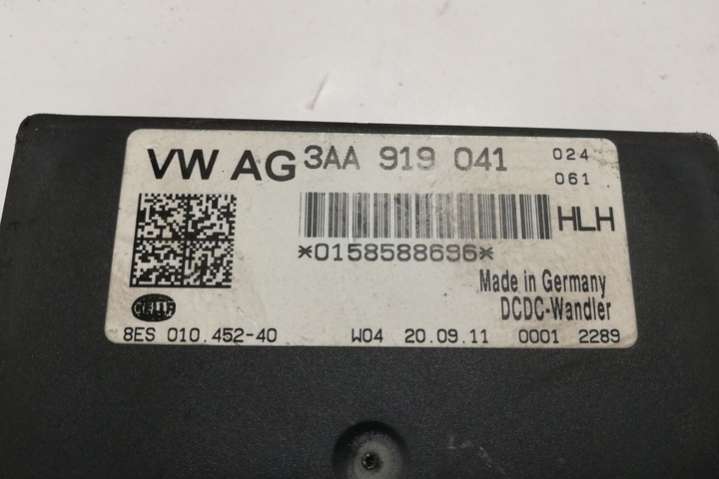 VW AG 3AA 919 041 024
061
HLH
*0158588696*
Made in Germany
DCDC-Wandler
HELLA
8ES 010.452-40 W04 20.09.11 0001 2289